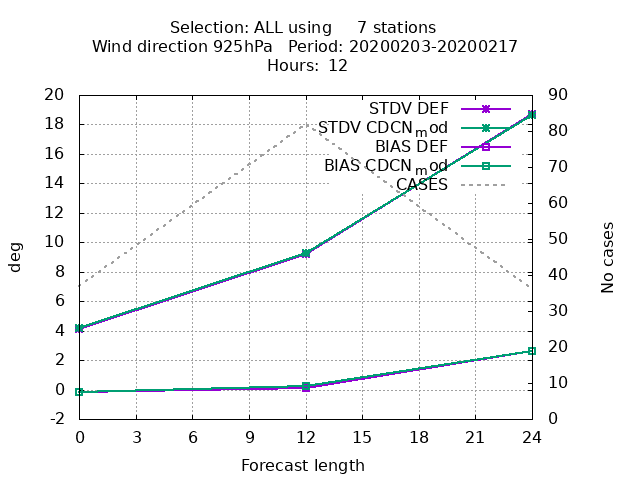 Selection: ALL using     7 stations
Wind direction 925hPa   Period: 20200203-20200217
Hours:  12
20 90
18 80
16 70
14 60
12 50
10 40
8 30
6 20
4 10
2 0
0
-2
STDV DEF
STDV CDCNmod
BIAS DEF
BIAS CDCNmod
CASES
deg
No cases
0 3 6 9 12 15 18 21 24
Forecast length